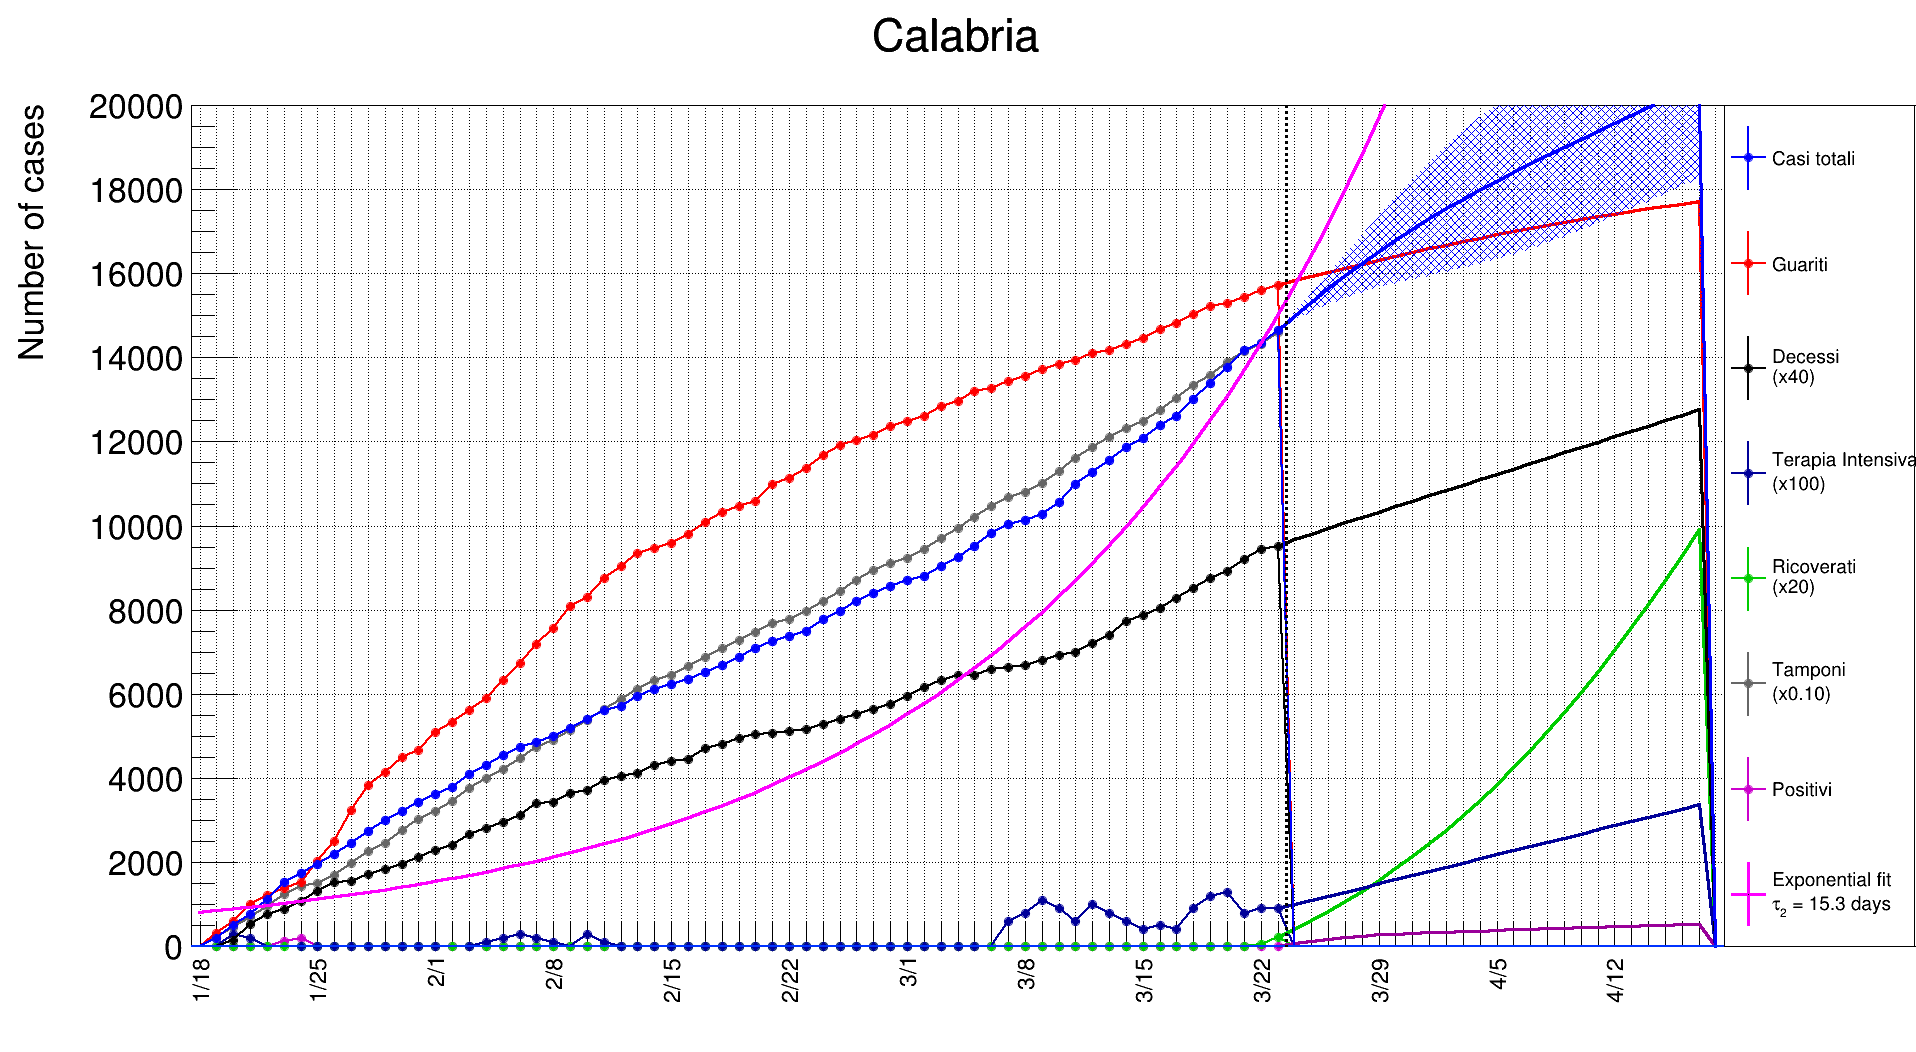 Calabria
Number of cases
20000
18000
16000
14000
12000
10000
8000
6000
4000
2000
0
1/18
1/25
2/1
2/8
2/15
2/22
3/1
3/8
3/15
3/22
3/29
4/5
4/12
Casi totali
Guariti
Decessi
(x40)
Terapia Intensiva
(x100)
Ricoverati
(x20)
Tamponi
(x0.10)
Positivi
Exponential fit
τ2 = 15.3 days